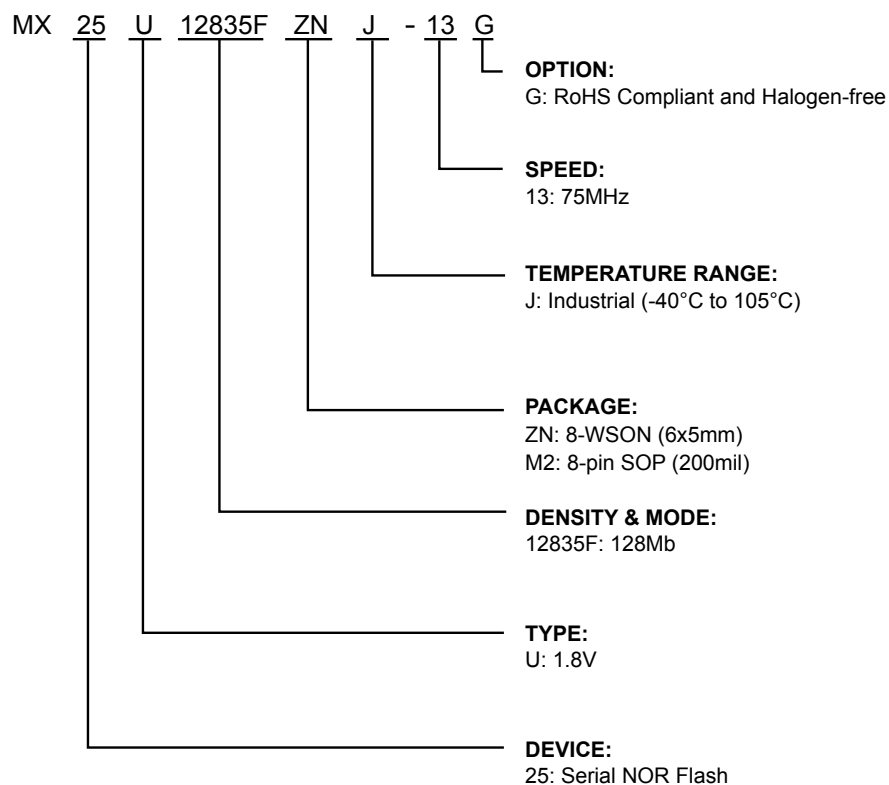 MX 25 U 12835F ZN J - 13 G
OPTION:
G: RoHS Compliant and Halogen-free
SPEED:
13: 75MHz
TEMPERATURE RANGE:
J: Industrial (-40°C to 105°C)
PACKAGE:
ZN: 8-WSON (6x5mm)
M2: 8-pin SOP (200mil)
DENSITY & MODE:
12835F: 128Mb
TYPE:
U: 1.8V
DEVICE:
25: Serial NOR Flash